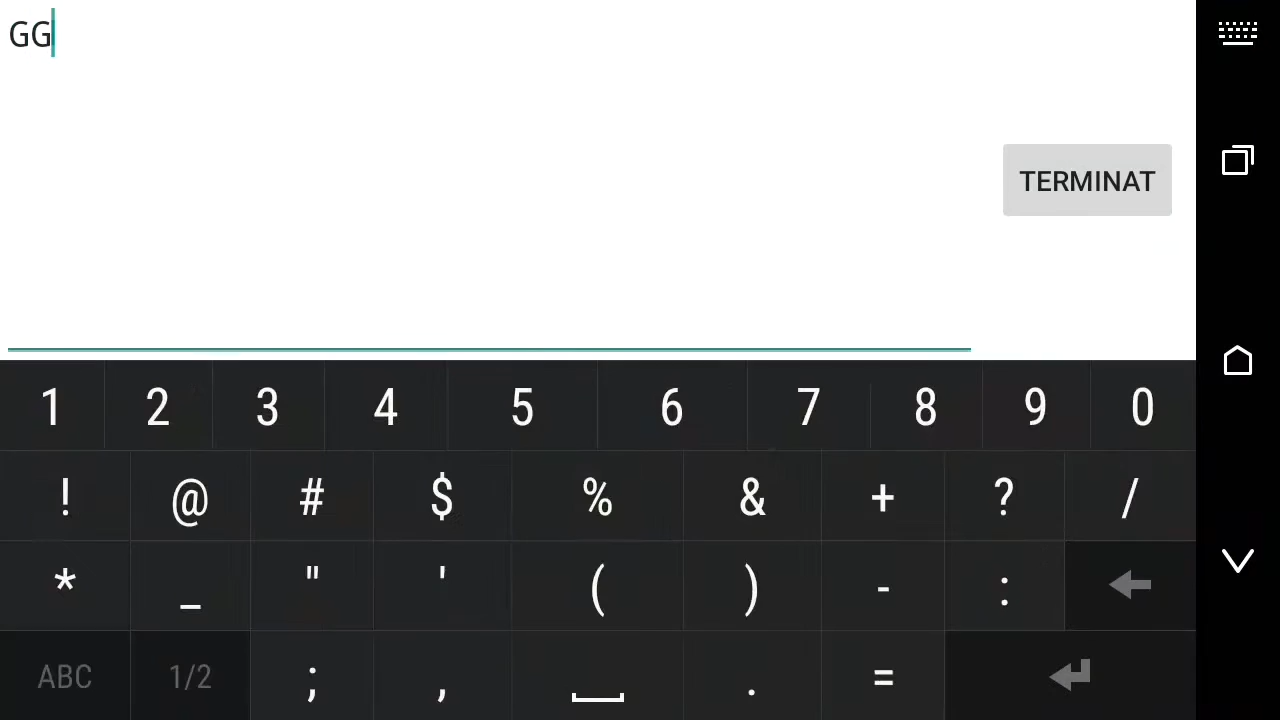 GG
TERMINAT
1 2 3 4 5 6 7 8 9 0
! @ # $ % & + ? /
* _ " ' ( ) - :
ABC 1/2 ; , . =